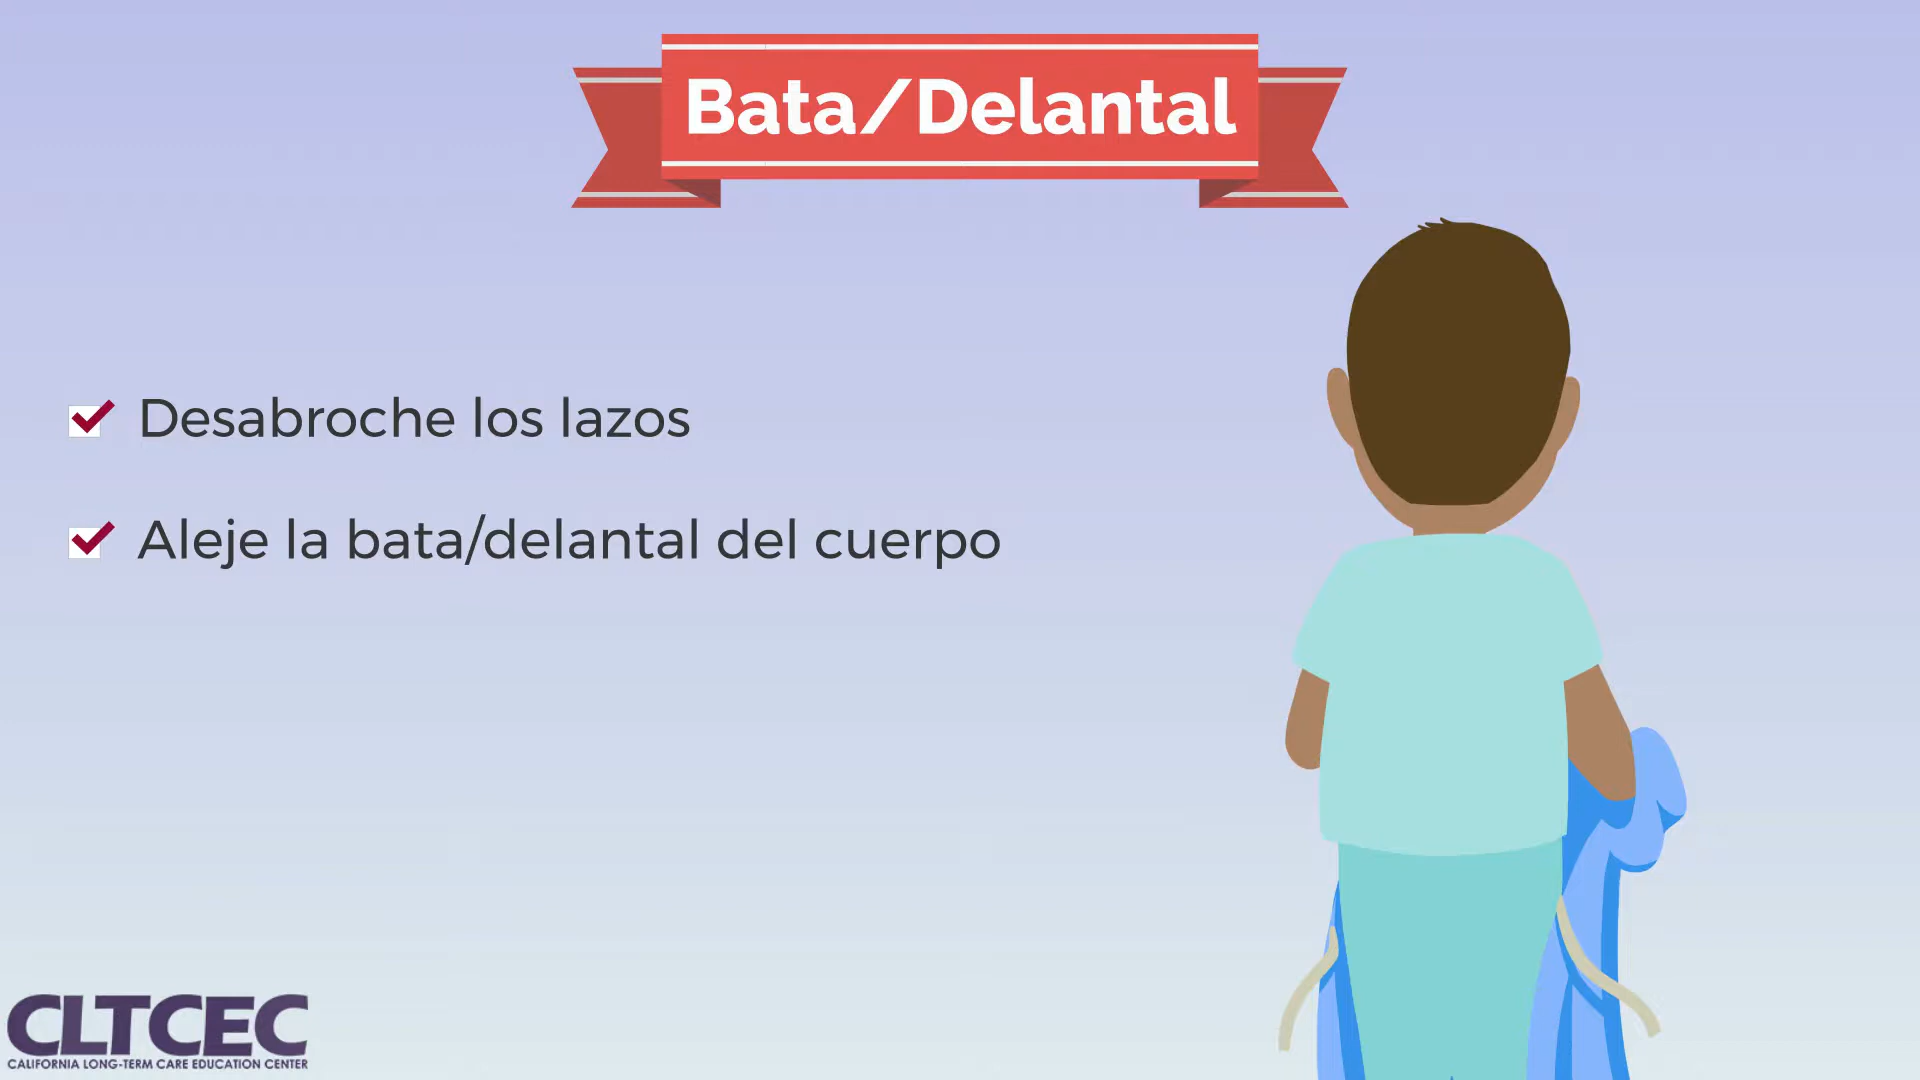 Bata/Delantal
Desabroche los lazos
Aleje la bata/delantal del cuerpo
CLTCEC
CALIFORNIA LONG-TERM CARE EDUCATION CENTER